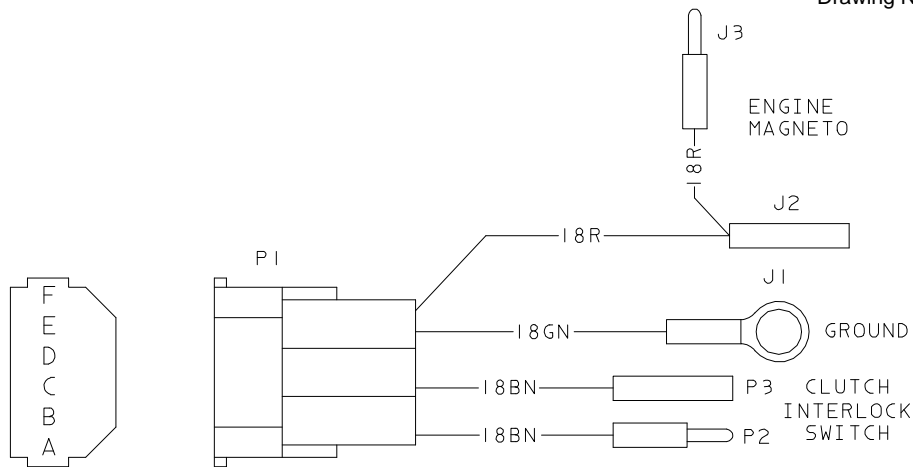 Drawing
J3
ENGINE
MAGNETO
18R
J2
18R
P1
J1
F
E
D
C
B
A
18GN
GROUND
18BN
P3
CLUTCH
INTERLOCK
SWITCH
18BN
P2